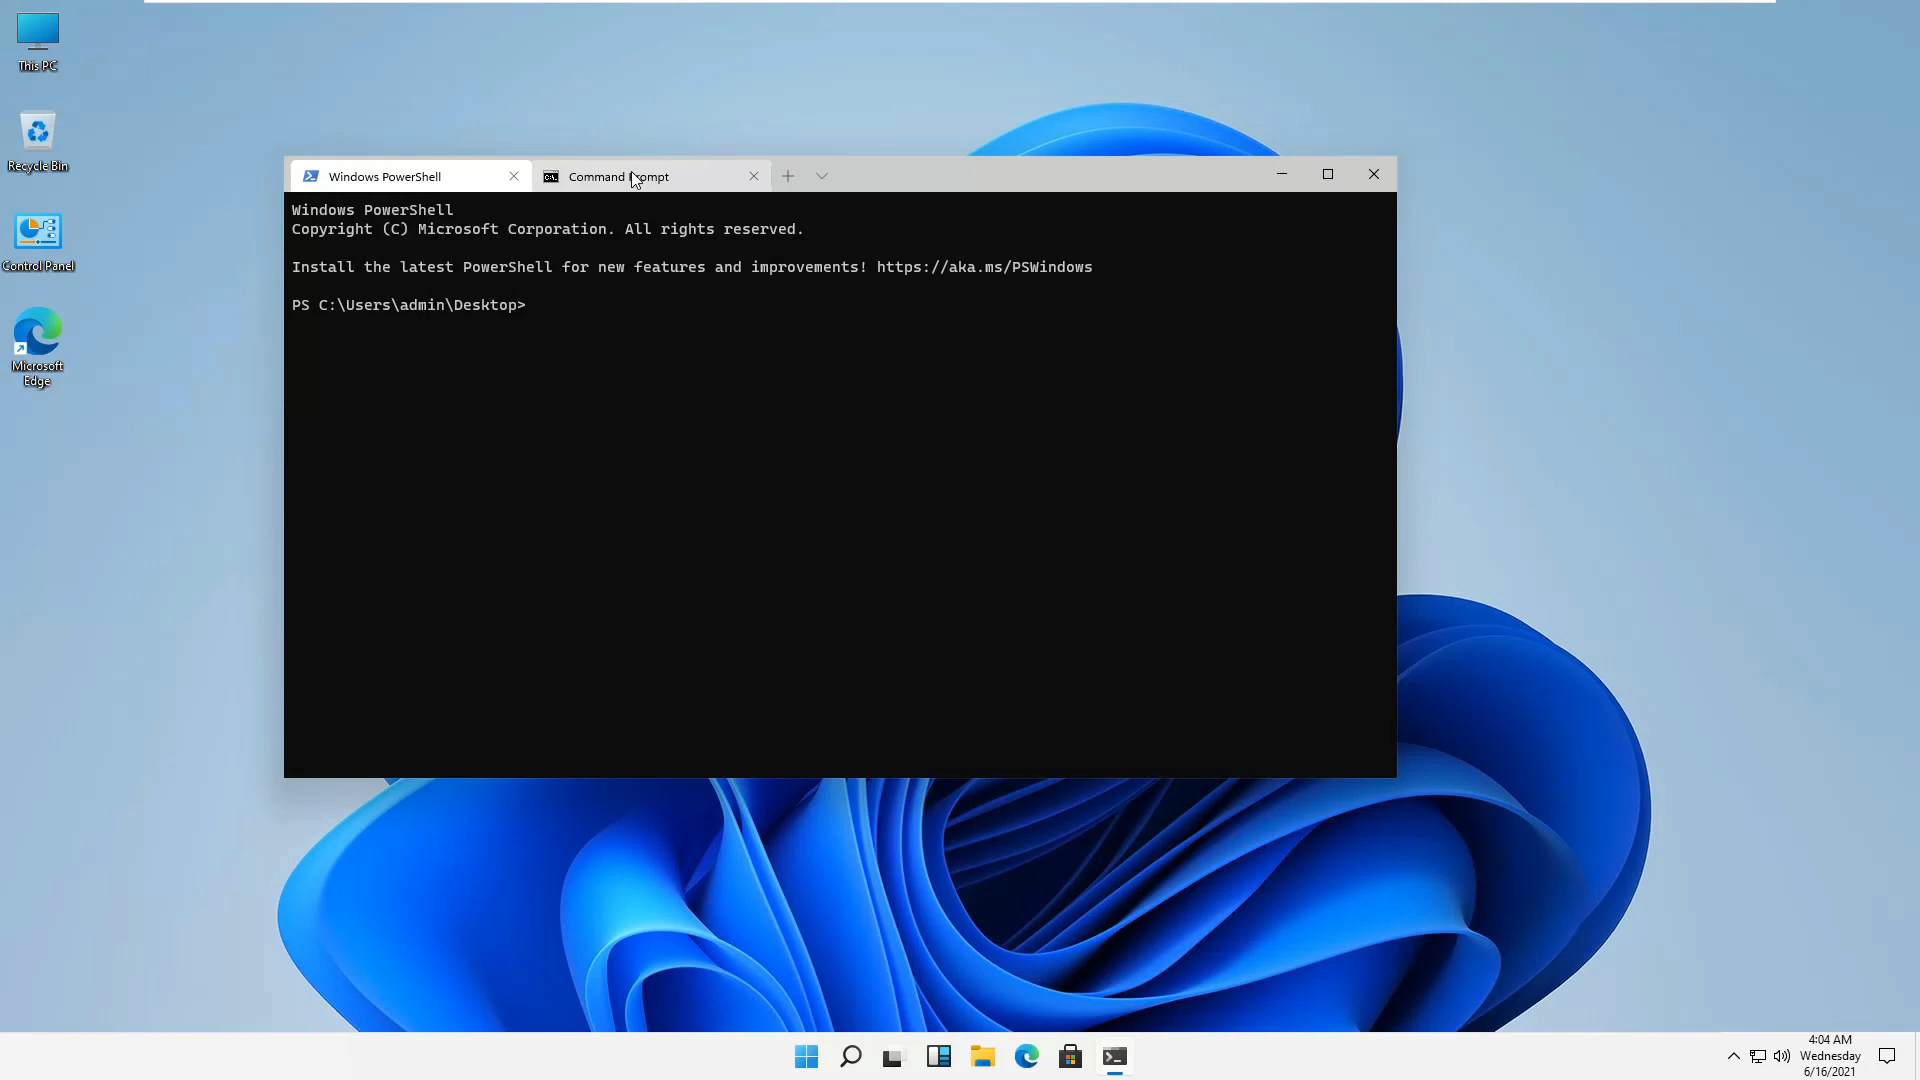 This PC
Recycle Bin
Control Panel
Microsoft
Edge
Windows PowerShell
Command Prompt
Windows PowerShell
Copyright (C) Microsoft Corporation. All rights reserved.
Install the latest PowerShell for new features and improvements! https://aka.ms/PSWindows
PS C:\Users\admin\Desktop>
4:04 AM
Wednesday
6/16/2021